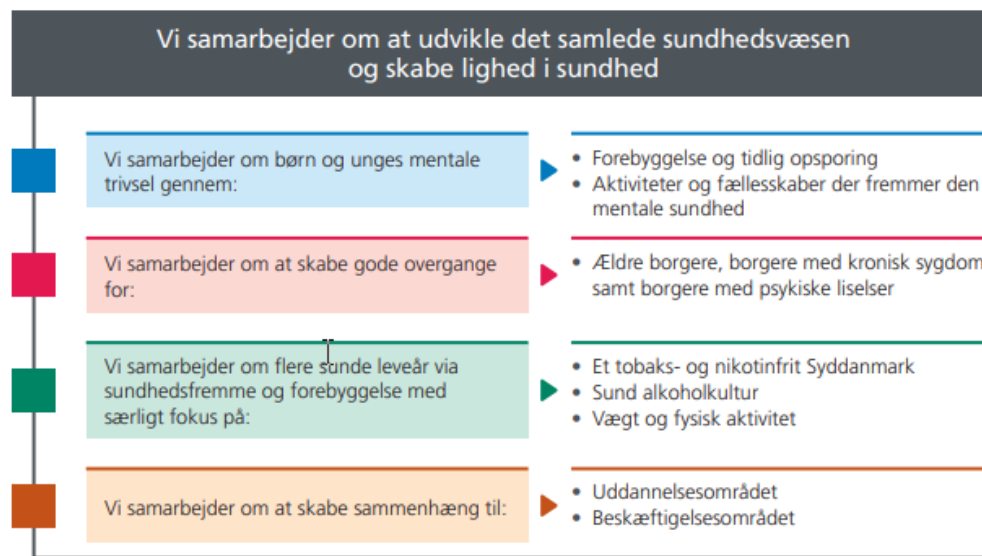 Vi samarbejder om at udvikle det samlede sundhedsvæsen
og skabe lighed i sundhed
Vi samarbejder om børn og unges mentale
trivsel gennem:
• Forebyggelse og tidlig opsporing
• Aktiviteter og fællesskaber der fremmer den
mentale sundhed
Vi samarbejder om at skabe gode overgange
for:
• Ældre borgere, borgere med kronisk sygdom
samt borgere med psykiske liselser
Vi samarbejder om flere sunde leveår via
sundhedsfremme og forebyggelse med
særligt fokus på:
• Et tobaks- og nikotinfrit Syddanmark
• Sund alkoholkultur
• Vægt og fysisk aktivitet
Vi samarbejder om at skabe sammenhæng til:
• Uddannelsesområdet
• Beskæftigelsesområdet